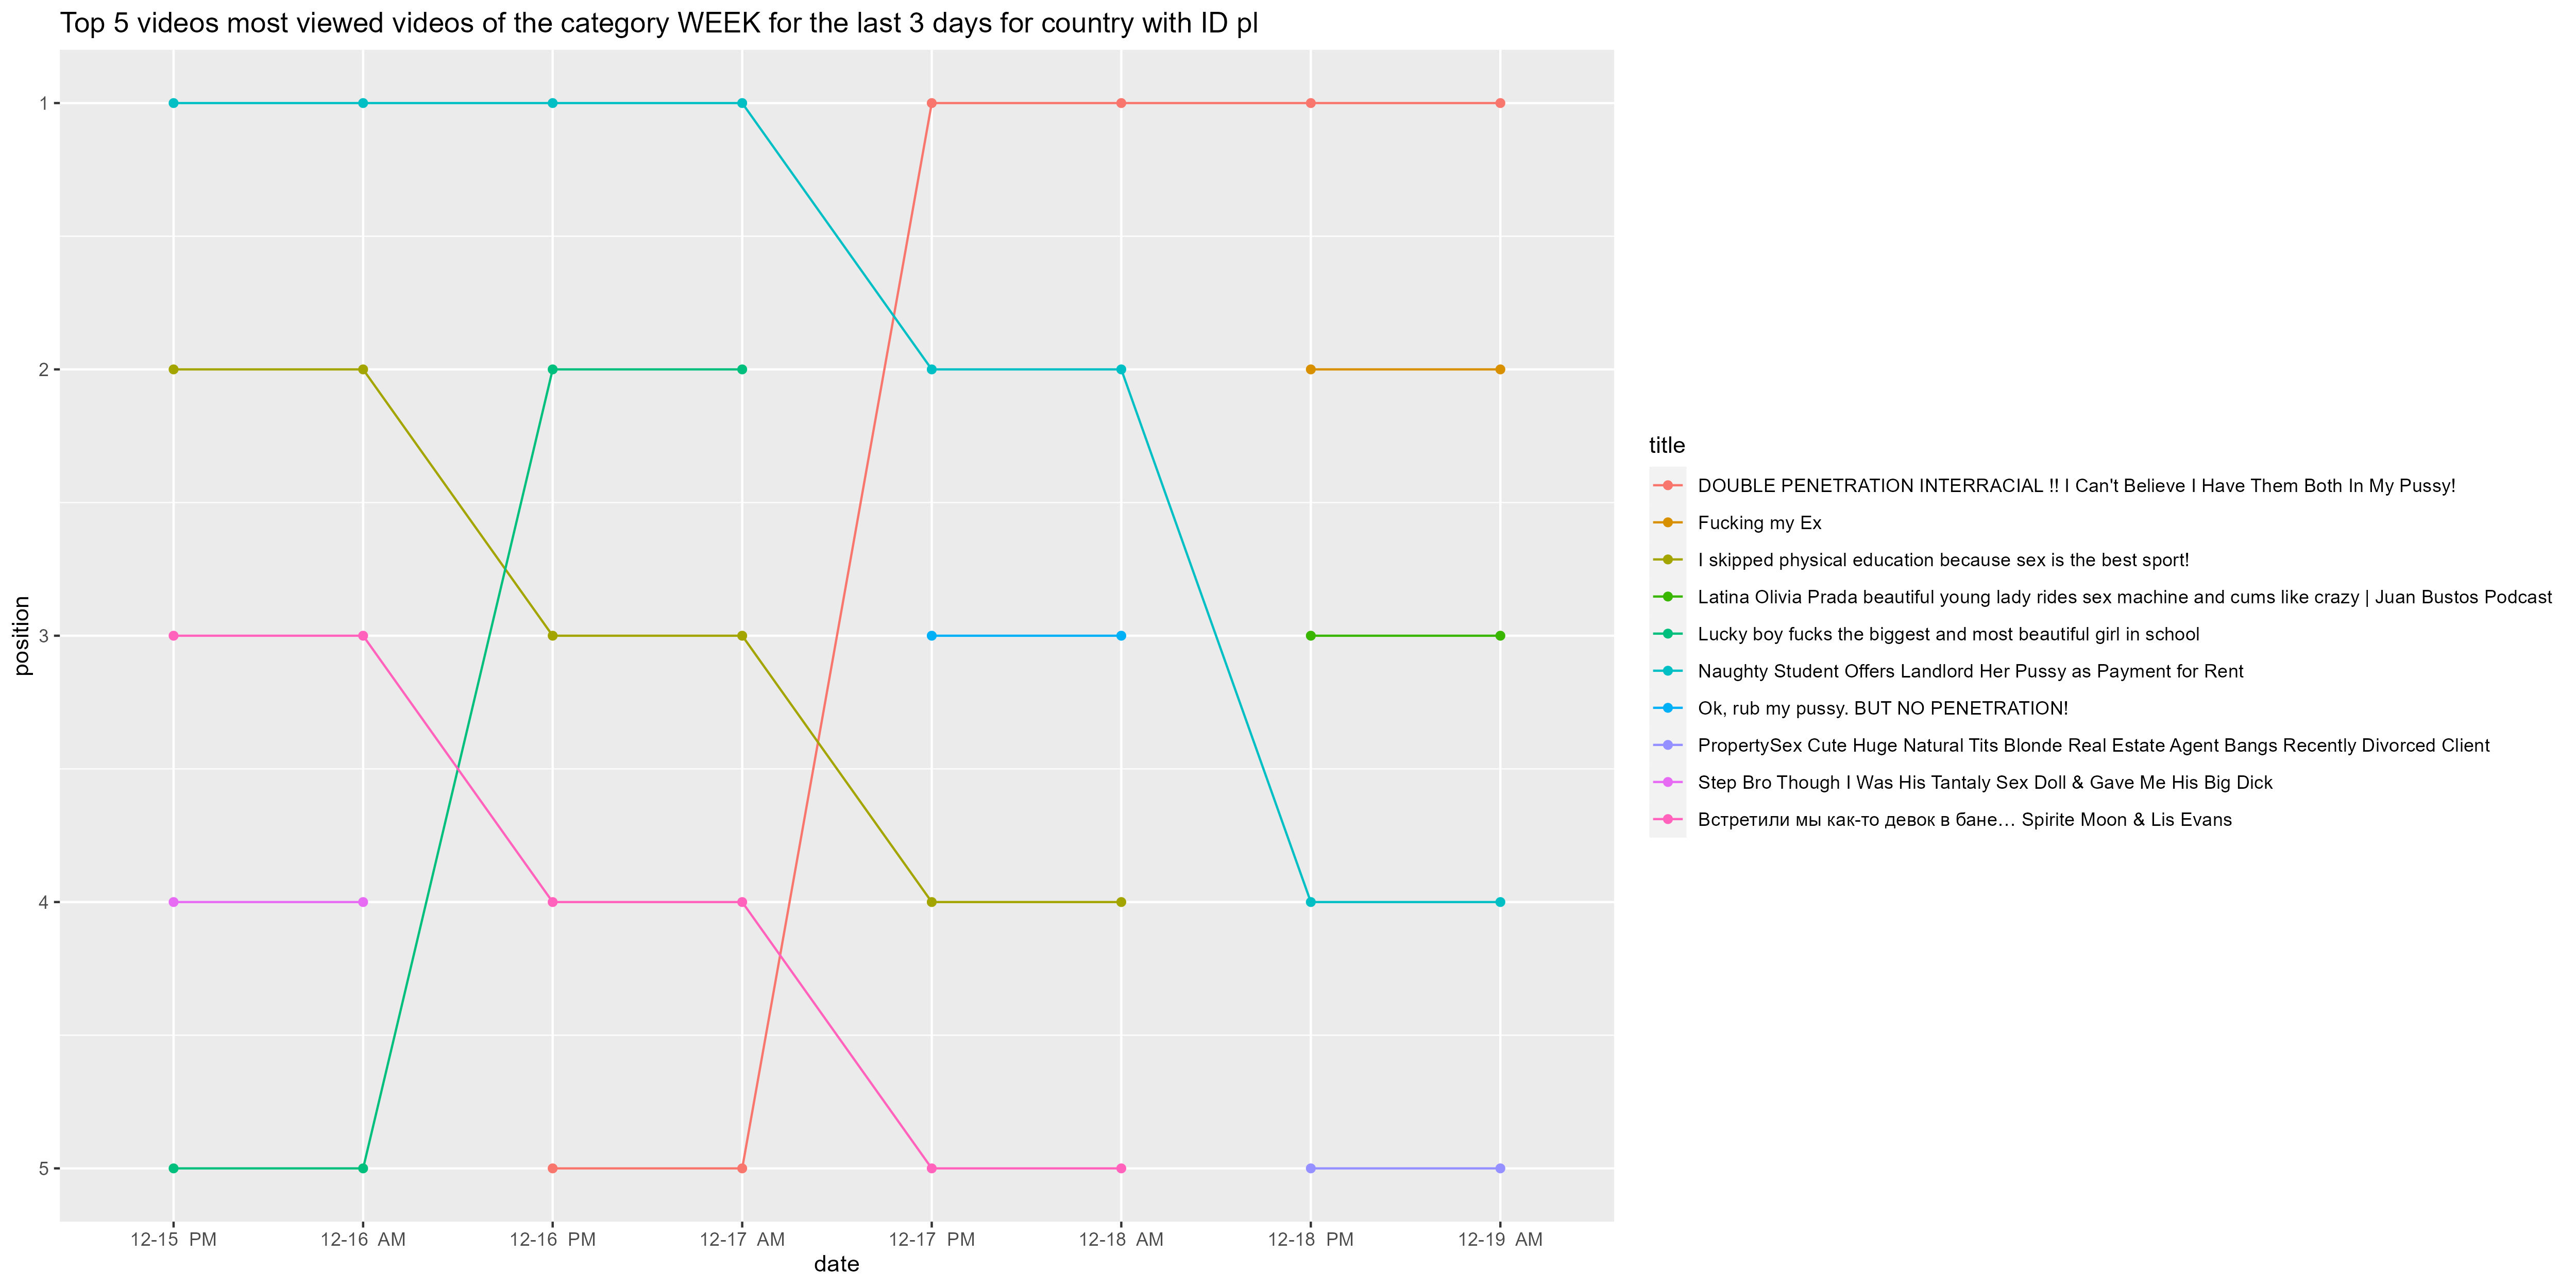 Top 5 videos most viewed videos of the category WEEK for the last 3 days for country with ID pl
position
1
2
3
4
5
12-15 PM
12-16 AM
12-16 PM
12-17 AM
12-17 PM
12-18 AM
12-18 PM
12-19 AM
date
title
DOUBLE PENETRATION INTERRACIAL !! I Can't Believe I Have Them Both In My Pussy!
Fucking my Ex
I skipped physical education because sex is the best sport!
Latina Olivia Prada beautiful young lady rides sex machine and cums like crazy | Juan Bustos Podcast
Lucky boy fucks the biggest and most beautiful girl in school
Naughty Student Offers Landlord Her Pussy as Payment for Rent
Ok, rub my pussy. BUT NO PENETRATION!
PropertySex Cute Huge Natural Tits Blonde Real Estate Agent Bangs Recently Divorced Client
Step Bro Though I Was His Tantaly Sex Doll & Gave Me His Big Dick
Встретили мы как-то девок в бане… Spirite Moon & Lis Evans